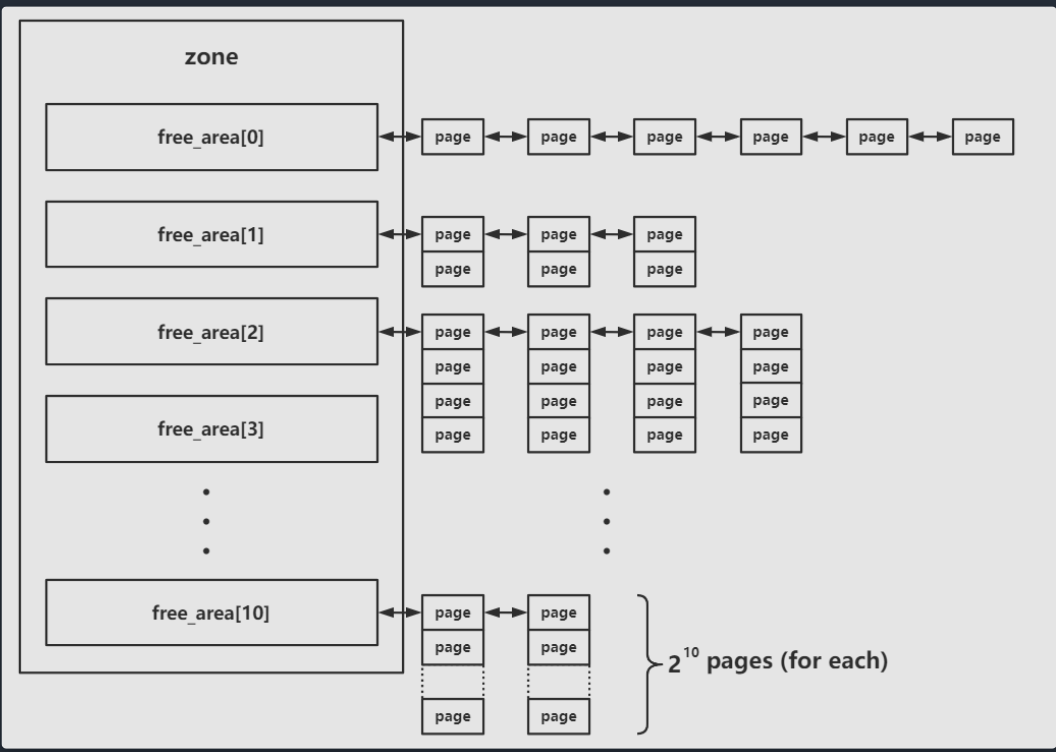 zone
free_area[0]
page page page page page page
free_area[1]
page page page
page page page
free_area[2]
page page page page
page page page page
page page page page
page page page page
free_area[3]
free_area[10]
page page
page page
page page
2^10 pages (for each)